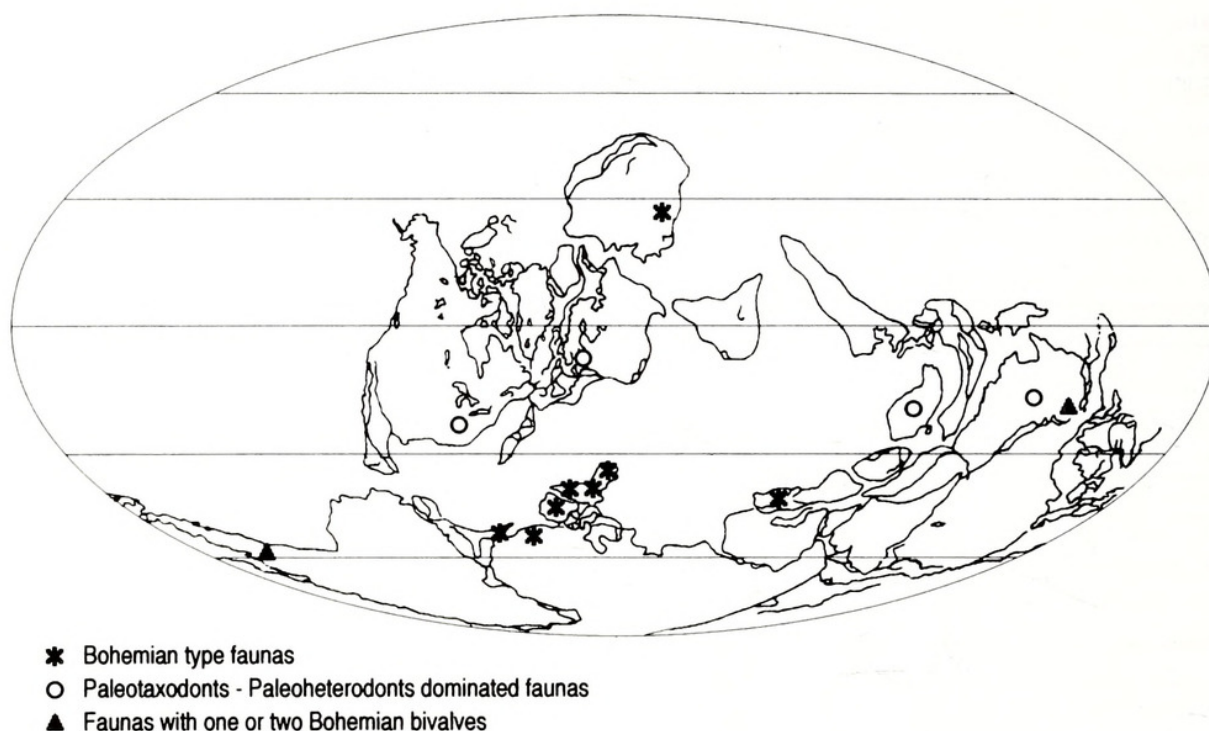 Bohemian type faunas
Paleotaxodonts - Paleoheterodonts dominated faunas
Faunas with one or two Bohemian bivalves